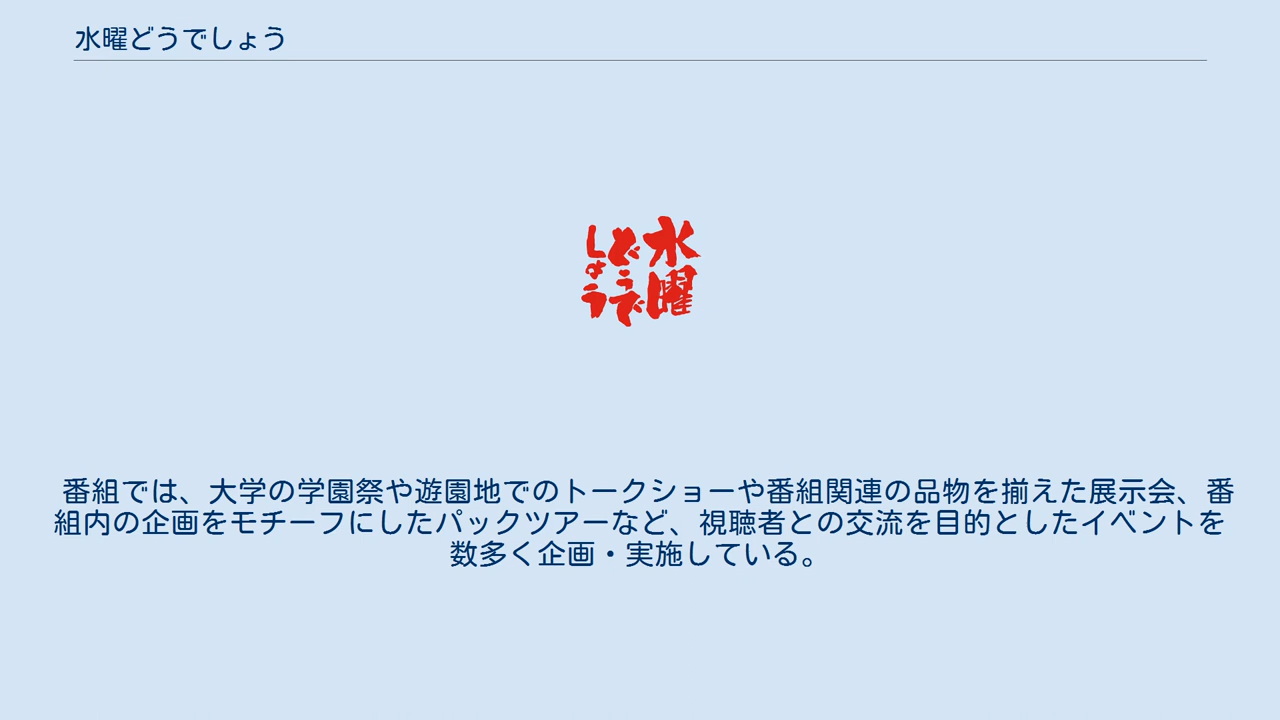 水曜どうでしょう
水曜
どうで
しょう
番組では、大学の学園祭や遊園地でのトークショーや番組関連の品物を揃えた展示会、番
組内の企画をモチーフにしたパックツアーなど、視聴者との交流を目的としたイベントを
数多く企画・実施している。